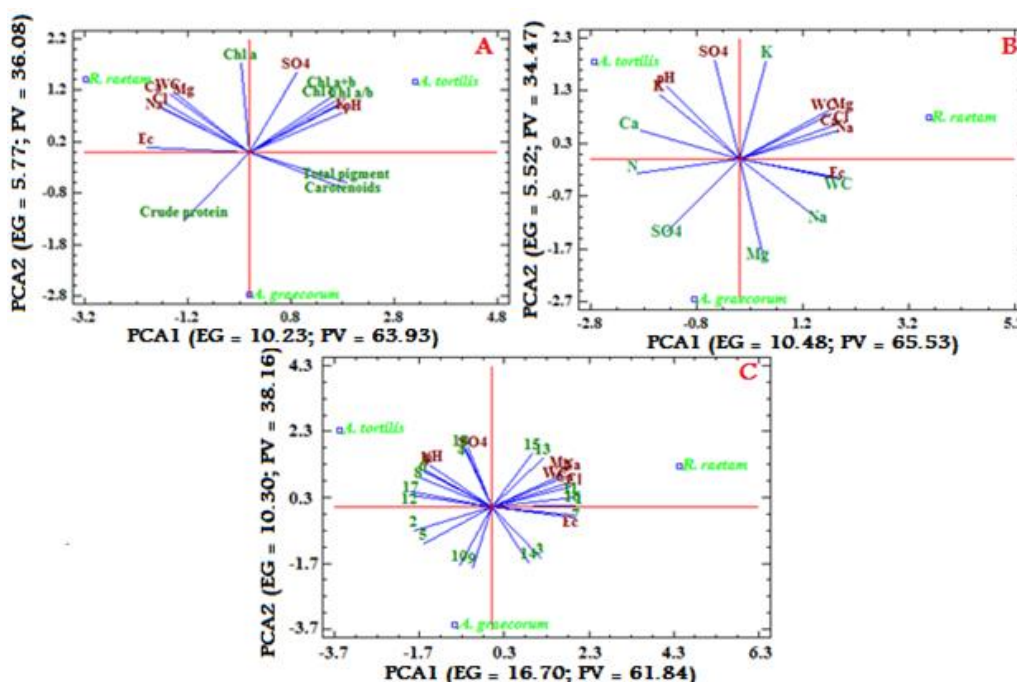 A
PCA2 (EG = 5.77; PV = 36.08)
2.2
1.2
0.2
-0.8
-1.8
-2.8
Chl a
SO4
R. raetam
A. tortilis
WC
Mg
Chl a+b
Chl a/b
Cl
Na
pH
Ec
Total pigment
Carotenoids
Crude protein
A. graecorum
-3.2 -1.2 0.8 2.8 4.8
PCA1 (EG = 10.23; PV = 63.93)
B
PCA2 (EG = 5.52; PV = 34.47)
2.3
1.3
0.3
-0.7
-1.7
-2.7
SO4
K
A. tortilis
pH
K
WC
Mg
Cl
Na
Ca
R. raetam
N
Ec
WC
SO4
Na
Mg
A. graecorum
-2.8 -0.8 1.2 3.2
PCA1 (EG = 10.48; PV = 65.53)
C
PCA2 (EG = 10.30; PV = 38.16)
4.3
2.3
0.3
-1.7
-3.7
A. tortilis
SO4
15
13
R. raetam
8
17
12
Cl
2
5
Ec
10
9
14
3
A. graecorum
-3.7 -1.7 0.3 2.3 4.3 6.3
PCA1 (EG = 16.70; PV = 61.84)